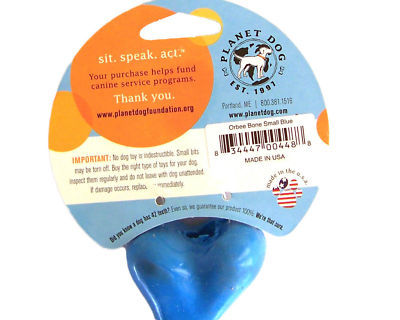 sit. speak. act.™
Your purchase helps fund
canine service programs.
Thank you.
www.planetdogfoundation.org
PLANET DOG
EST. 1997
Portland, ME | 800.381.1516
www.planetdog.com
Orbee Bone Small Blue
8 34447 00448 8
MADE IN USA
IMPORTANT: No dog toy is indestructible. Small bits
may be torn off. Buy the right type of toys for your dog,
inspect them regularly and do not leave with dog unattended.
If damage occurs, replace immediately.
made in the u.s.a.
Did you know a dog has 42 teeth? Even so, we guarantee our product 100%. We're that sure.